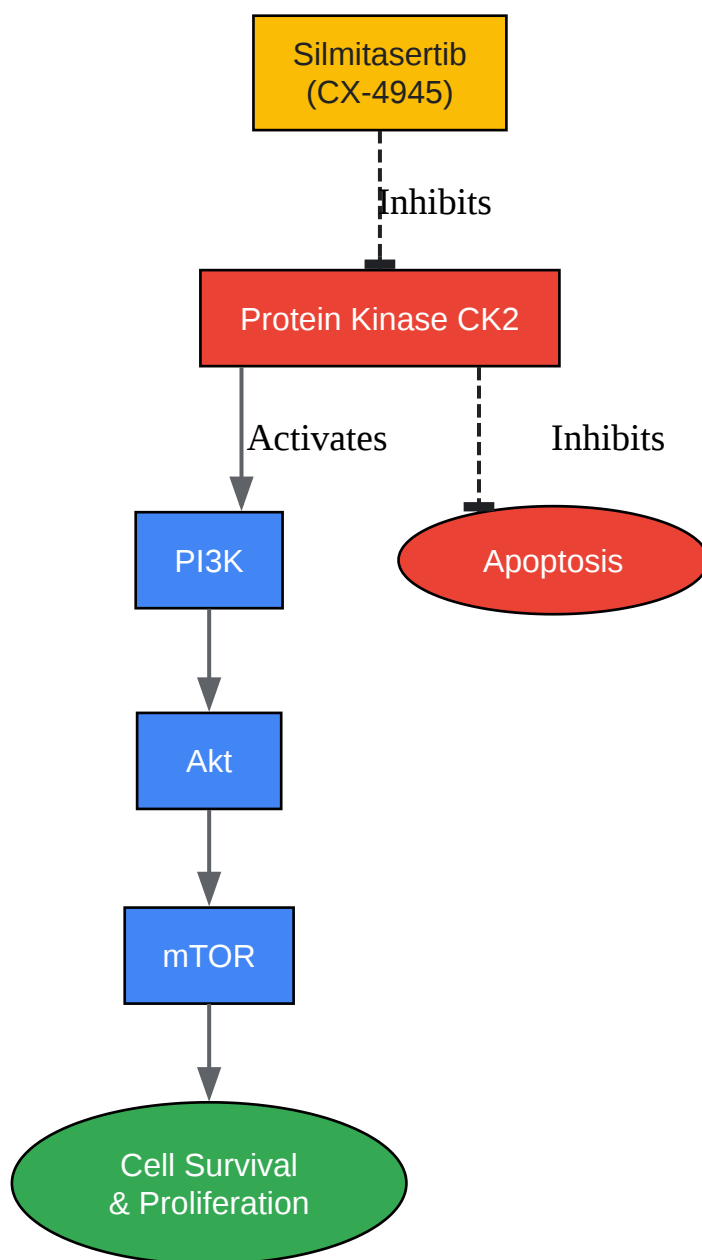 Silmitasertib
(CX-4945)
Inhibits
Protein Kinase CK2
Activates
Inhibits
PI3K
Apoptosis
Akt
mTOR
Cell Survival
& Proliferation